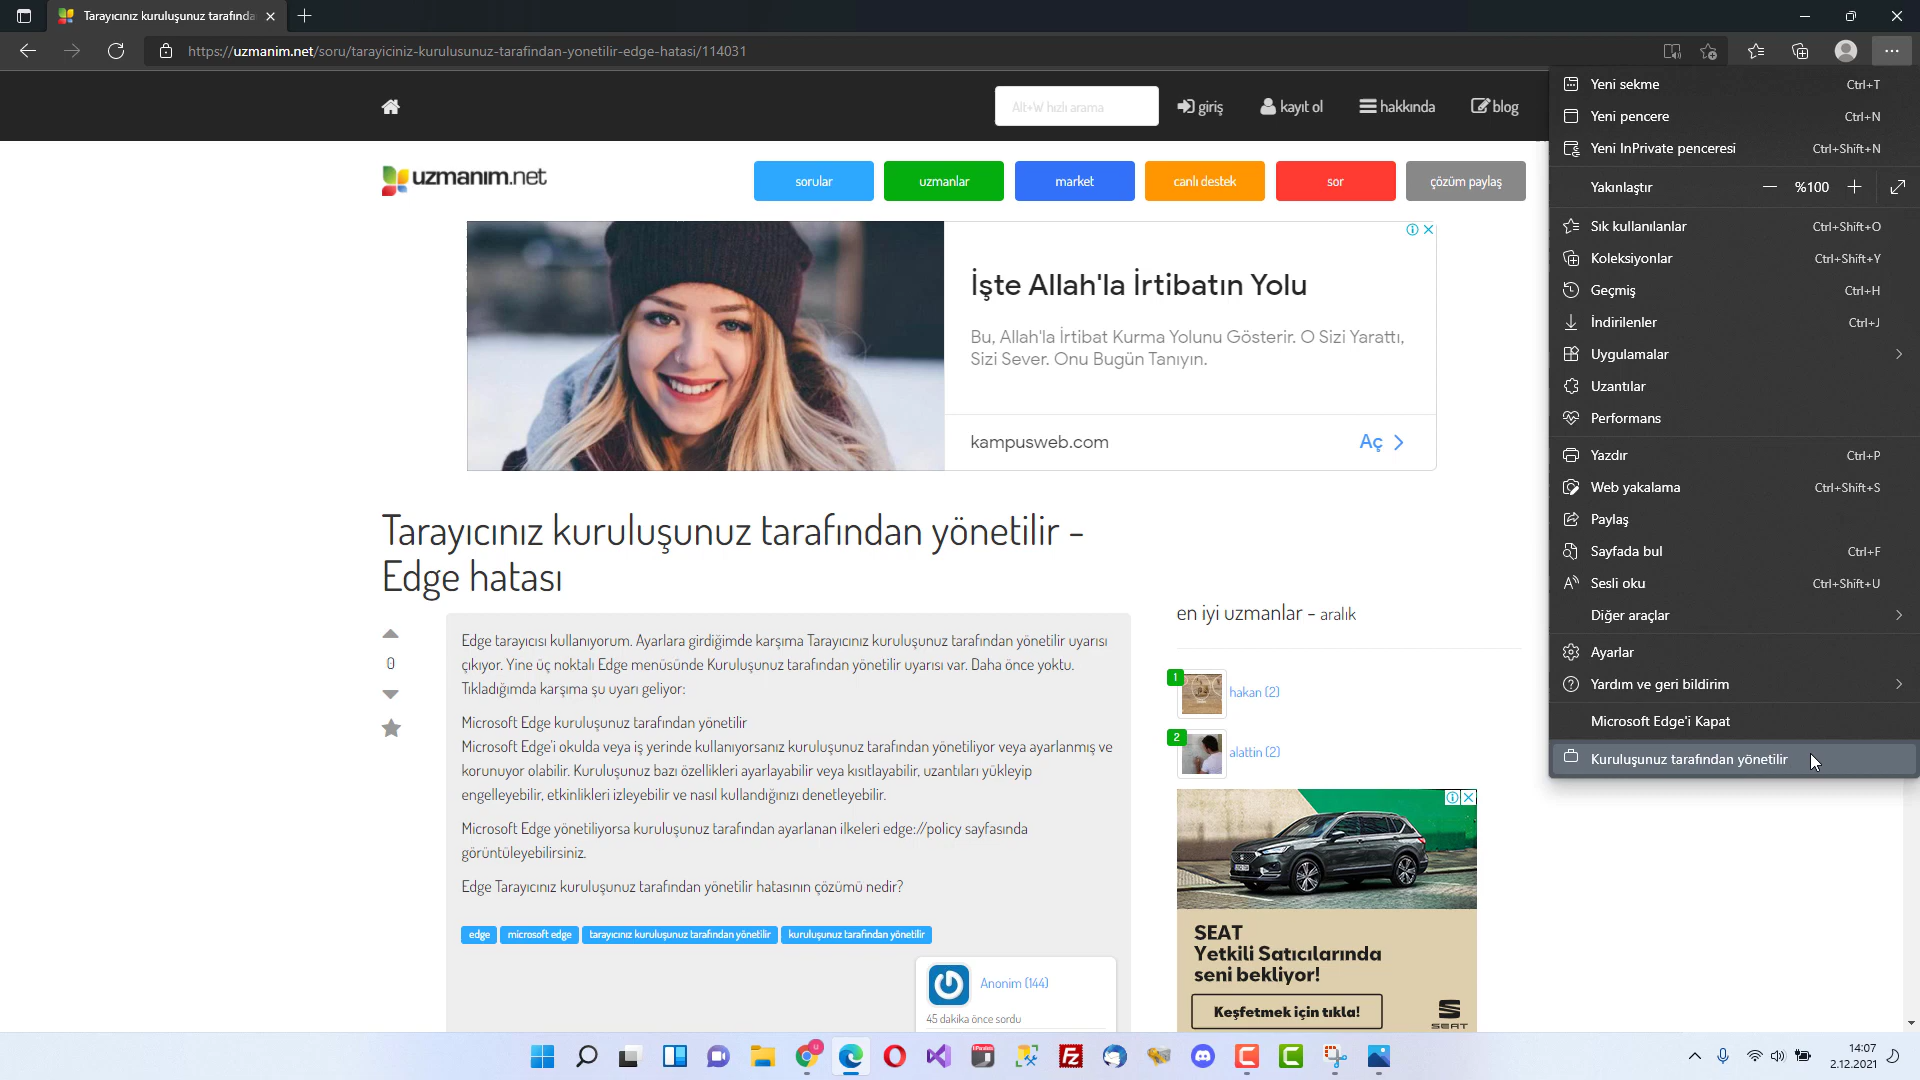 Tarayıcınız kuruluşunuz tarafında
https://uzmanim.net/soru/tarayiciniz-kurulusunuz-tarafindan-yonetilir-edge-hatasi/114031
Alt+W hızlı arama
giriş
kayıt ol
hakkında
blog
uzmanım.net
sorular
uzmanlar
market
canlı destek
sor
çözüm paylaş
İşte Allah'la İrtibatın Yolu
Bu, Allah'la İrtibat Kurma Yolunu Gösterir. O Sizi Yarattı,
Sizi Sever. Onu Bugün Tanıyın.
kampusweb.com
Aç
Tarayıcınız kuruluşunuz tarafından yönetilir -
Edge hatası
0
Edge tarayıcısı kullanıyorum. Ayarlara girdiğimde karşıma Tarayıcınız kuruluşunuz tarafından yönetilir uyarısı
çıkıyor. Yine üç noktalı Edge menüsünde Kuruluşunuz tarafından yönetilir uyarısı var. Daha önce yoktu.
Tıkladığımda karşıma şu uyarı geliyor:
Microsoft Edge kuruluşunuz tarafından yönetilir
Microsoft Edge'i okulda veya iş yerinde kullanıyorsanız kuruluşunuz tarafından yönetiliyor veya ayarlanmış ve
korunuyor olabilir. Kuruluşunuz bazı özellikleri ayarlayabilir veya kısıtlayabilir, uzantıları yükleyip
engelleyebilir, etkinlikleri izleyebilir ve nasıl kullandığınızı denetleyebilir.
Microsoft Edge yönetiliyorsa kuruluşunuz tarafından ayarlanan ilkeleri edge://policy sayfasında
görüntüleyebilirsiniz.
Edge Tarayıcınız kuruluşunuz tarafından yönetilir hatasının çözümü nedir?
edge
microsoft edge
tarayıcınız kuruluşunuz tarafından yönetilir
kuruluşunuz tarafından yönetilir
Anonim (144)
45 dakika önce sordu
en iyi uzmanlar - aralık
1
hakan (2)
2
alattin (2)
SEAT
Yetkili Satıcılarında
seni bekliyor!
Keşfetmek için tıkla!
SEAT
Yeni sekme Ctrl+T
Yeni pencere Ctrl+N
Yeni InPrivate penceresi Ctrl+Shift+N
Yakınlaştır %100
Sık kullanılanlar Ctrl+Shift+O
Koleksiyonlar Ctrl+Shift+Y
Geçmiş Ctrl+H
İndirilenler Ctrl+J
Uygulamalar
Uzantılar
Performans
Yazdır Ctrl+P
Web yakalama Ctrl+Shift+S
Paylaş
Sayfada bul Ctrl+F
Sesli oku Ctrl+Shift+U
Diğer araçlar
Ayarlar
Yardım ve geri bildirim
Microsoft Edge'i Kapat
Kuruluşunuz tarafından yönetilir
14:07
2.12.2021